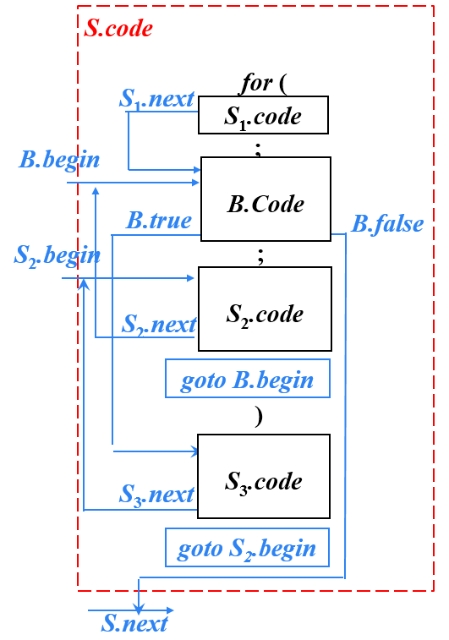 S.code
for (
S₁.next
S₁.code
;
B.begin
B.Code
B.true
B.false
;
S₂.begin
S₂.code
S₂.next
goto B.begin
)
S₃.code
S₃.next
goto S₂.begin
S.next